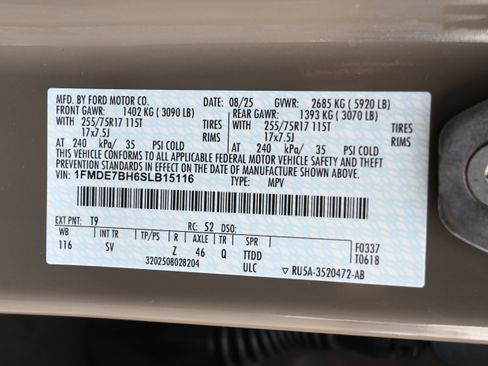 MFD. BY FORD MOTOR CO. 08/25 GVWR: 2685 KG ( 5920 LB)
FRONT GAWR: 1402 KG ( 3090 LB) REAR GAWR: 1393 KG ( 3070 LB)
WITH 255/75R17 115T TIRES WITH 255/75R17 115T TIRES
17x7.5J RIMS 17x7.5J RIMS
AT 240 kPa/ 35 PSI COLD AT 240 kPa/ 35 PSI COLD
THIS VEHICLE CONFORMS TO ALL APPLICABLE FEDERAL MOTOR VEHICLE SAFETY AND THEFT
PREVENTION STANDARDS IN EFFECT ON THE DATE OF MANUFACTURE SHOWN ABOVE.
VIN: 1FMDE7BH6SLB15116 TYPE: MPV
EXT PNT: T9 RC: 52 DSO:
WB INT TR TP/PS R AXLE TR SPR F0337
116 SV Z 46 Q TTDD T0618
3202508028204 ULC ▽ RU5A-3520472-AB